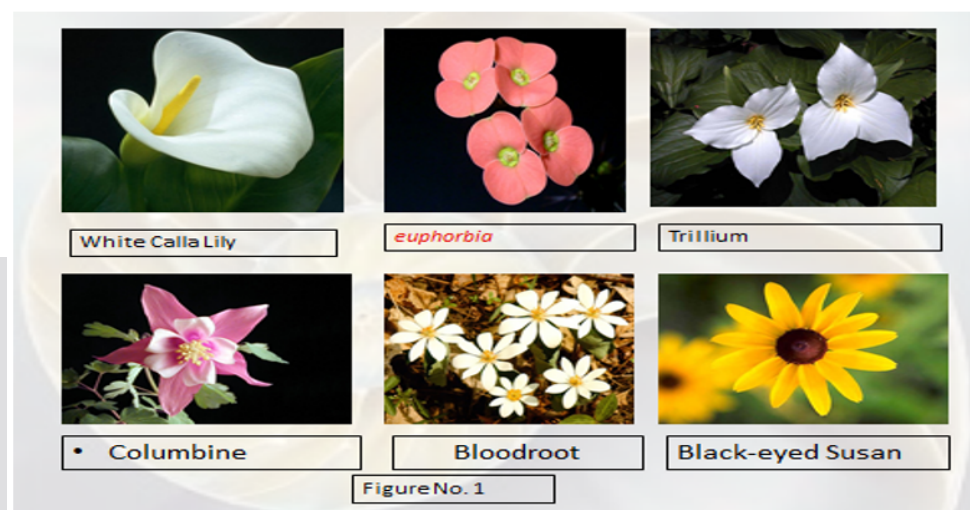 White Calla Lily
euphorbia
Trillium
• Columbine
Bloodroot
Black-eyed Susan
Figure No. 1